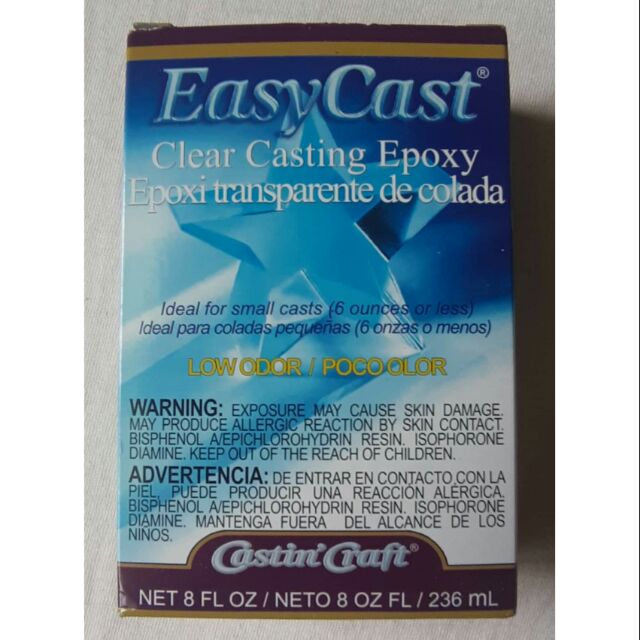 EasyCast®
Clear Casting Epoxy
Epoxi transparente de colada
Ideal for small casts (6 ounces or less)
Ideal para coladas pequeñas (6 onzas o menos)
LOW ODOR / POCO OLOR
WARNING: EXPOSURE MAY CAUSE SKIN DAMAGE.
MAY PRODUCE ALLERGIC REACTION BY SKIN CONTACT.
BISPHENOL A/EPICHLOROHYDRIN RESIN. ISOPHORONE
DIAMINE. KEEP OUT OF THE REACH OF CHILDREN.
ADVERTENCIA: DE ENTRAR EN CONTACTO CON LA
PIEL, PUEDE PRODUCIR UNA REACCIÓN ALÉRGICA.
BISPHENOL A/EPICHLOROHYDRIN RESIN. ISOPHORONE
DIAMINE. MANTENGA FUERA DEL ALCANCE DE LOS
NIÑOS.
Castin'Craft®
NET 8 FL OZ / NETO 8 OZ FL / 236 mL